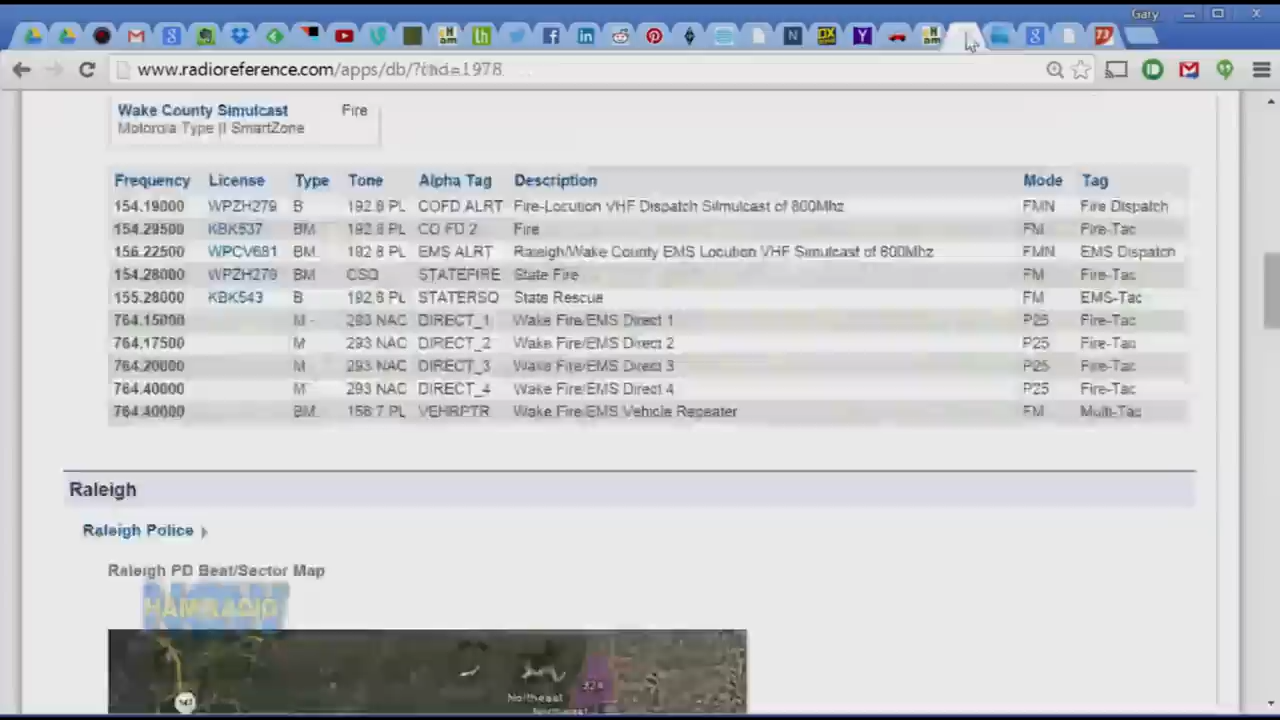 Gary
www.radioreference.com/apps/db/?ctid=1978
Wake County Simulcast Fire
Motorola Type II SmartZone
Frequency License Type Tone Alpha Tag Description Mode Tag
154.19000 WPZH279 B 192.8 PL COFD ALRT Fire-Locution VHF Dispatch Silmulcast of 800Mhz FMN Fire Dispatch
154.29500 KBK537 BM 192.8 PL CO FD 2 Fire FM Fire-Tac
156.22500 WPCV681 BM 192.8 PL EMS ALRT Raleigh/Wake County EMS Locution VHF Simulcast of 800Mhz FMN EMS Dispatch
154.28000 WPZH279 BM CSQ STATEFIRE State Fire FM Fire-Tac
155.28000 KBK543 B 192.8 PL STATERSQ State Rescue FM EMS-Tac
764.15000 M 293 NAC DIRECT_1 Wake Fire/EMS Direct 1 P25 Fire-Tac
764.17500 M 293 NAC DIRECT_2 Wake Fire/EMS Direct 2 P25 Fire-Tac
764.20000 M 293 NAC DIRECT_3 Wake Fire/EMS Direct 3 P25 Fire-Tac
764.40000 M 293 NAC DIRECT_4 Wake Fire/EMS Direct 4 P25 Fire-Tac
764.40000 BM 156.7 PL VEHRPTR Wake Fire/EMS Vehicle Repeater FM Multi-Tac
Raleigh
Raleigh Police
Raleigh PD Beat/Sector Map
HAM RADIO
324
Northeast